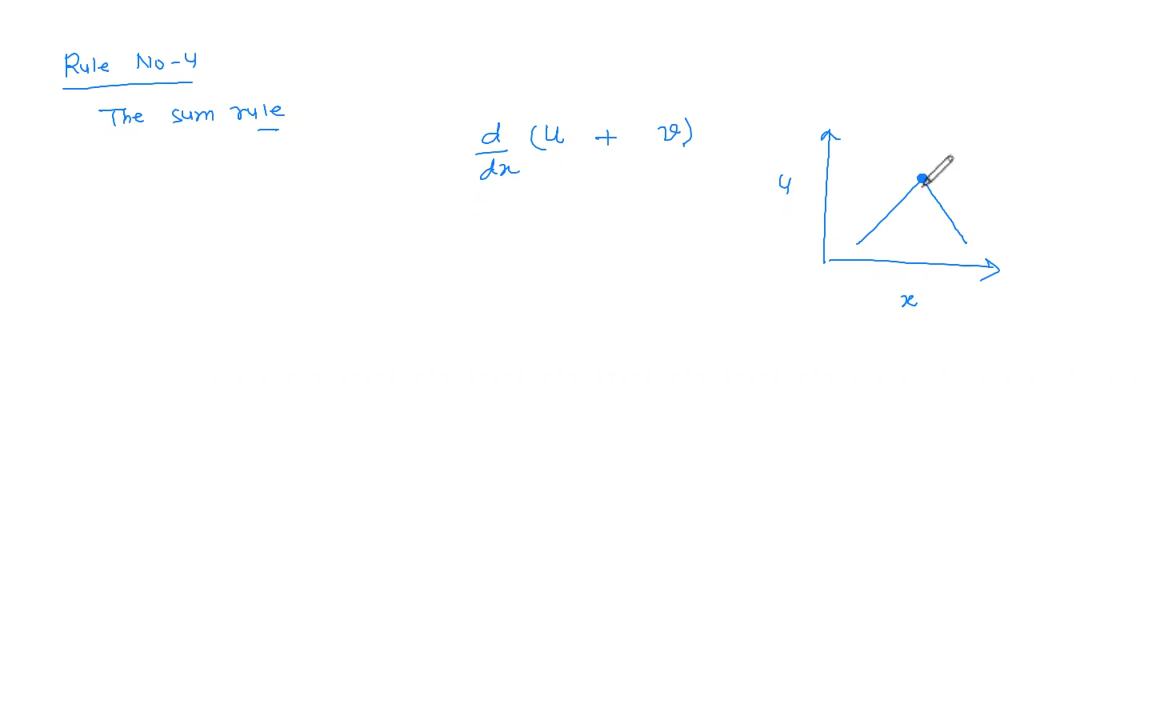 Rule No-4
The sum rule
d/dx (u + v)
y
x